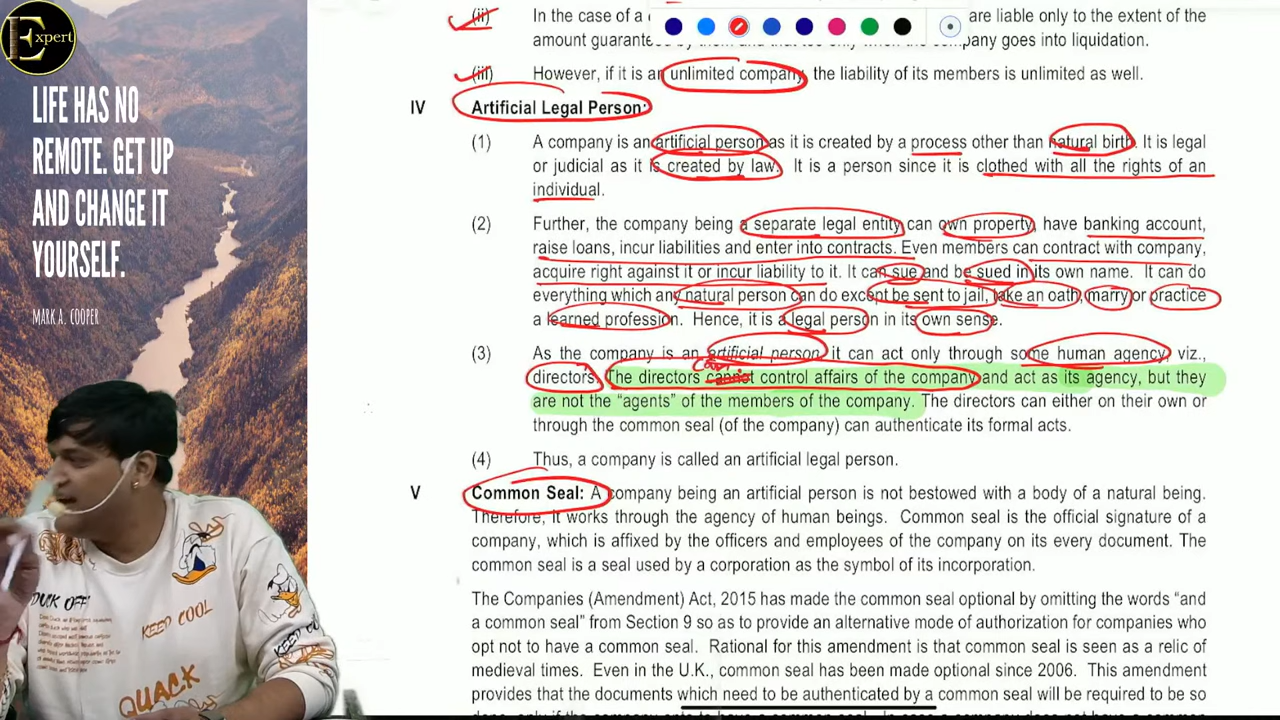 Expert
LIFE HAS NO
REMOTE. GET UP
AND CHANGE IT
YOURSELF.
MARK A. COOPER
(ii) In the case of a are liable only to the extent of the
amount guaranteed by them and that too only when the company goes into liquidation.
(iii) However, if it is an unlimited company, the liability of its members is unlimited as well.
IV Artificial Legal Person:
(1) A company is an artificial person as it is created by a process other than natural birth. It is legal
or judicial as it is created by law. It is a person since it is clothed with all the rights of an
individual.
(2) Further, the company being a separate legal entity can own property, have banking account,
raise loans, incur liabilities and enter into contracts. Even members can contract with company,
acquire right against it or incur liability to it. It can sue and be sued in its own name. It can do
everything which any natural person can do except be sent to jail, take an oath, marry or practice
a learned profession. Hence, it is a legal person in its own sense.
(3) As the company is an artificial person, it can act only through some human agency, viz.,
can
directors. The directors cannot control affairs of the company and act as its agency, but they
are not the “agents” of the members of the company. The directors can either on their own or
through the common seal (of the company) can authenticate its formal acts.
(4) Thus, a company is called an artificial legal person.
V Common Seal: A company being an artificial person is not bestowed with a body of a natural being.
Therefore, it works through the agency of human beings. Common seal is the official signature of a
company, which is affixed by the officers and employees of the company on its every document. The
common seal is a seal used by a corporation as the symbol of its incorporation.
The Companies (Amendment) Act, 2015 has made the common seal optional by omitting the words “and
a common seal” from Section 9 so as to provide an alternative mode of authorization for companies who
opt not to have a common seal. Rational for this amendment is that common seal is seen as a relic of
medieval times. Even in the U.K., common seal has been made optional since 2006. This amendment
provides that the documents which need to be authenticated by a common seal will be required to be so
DUCK OFF!
KEEP COOL
QUACK